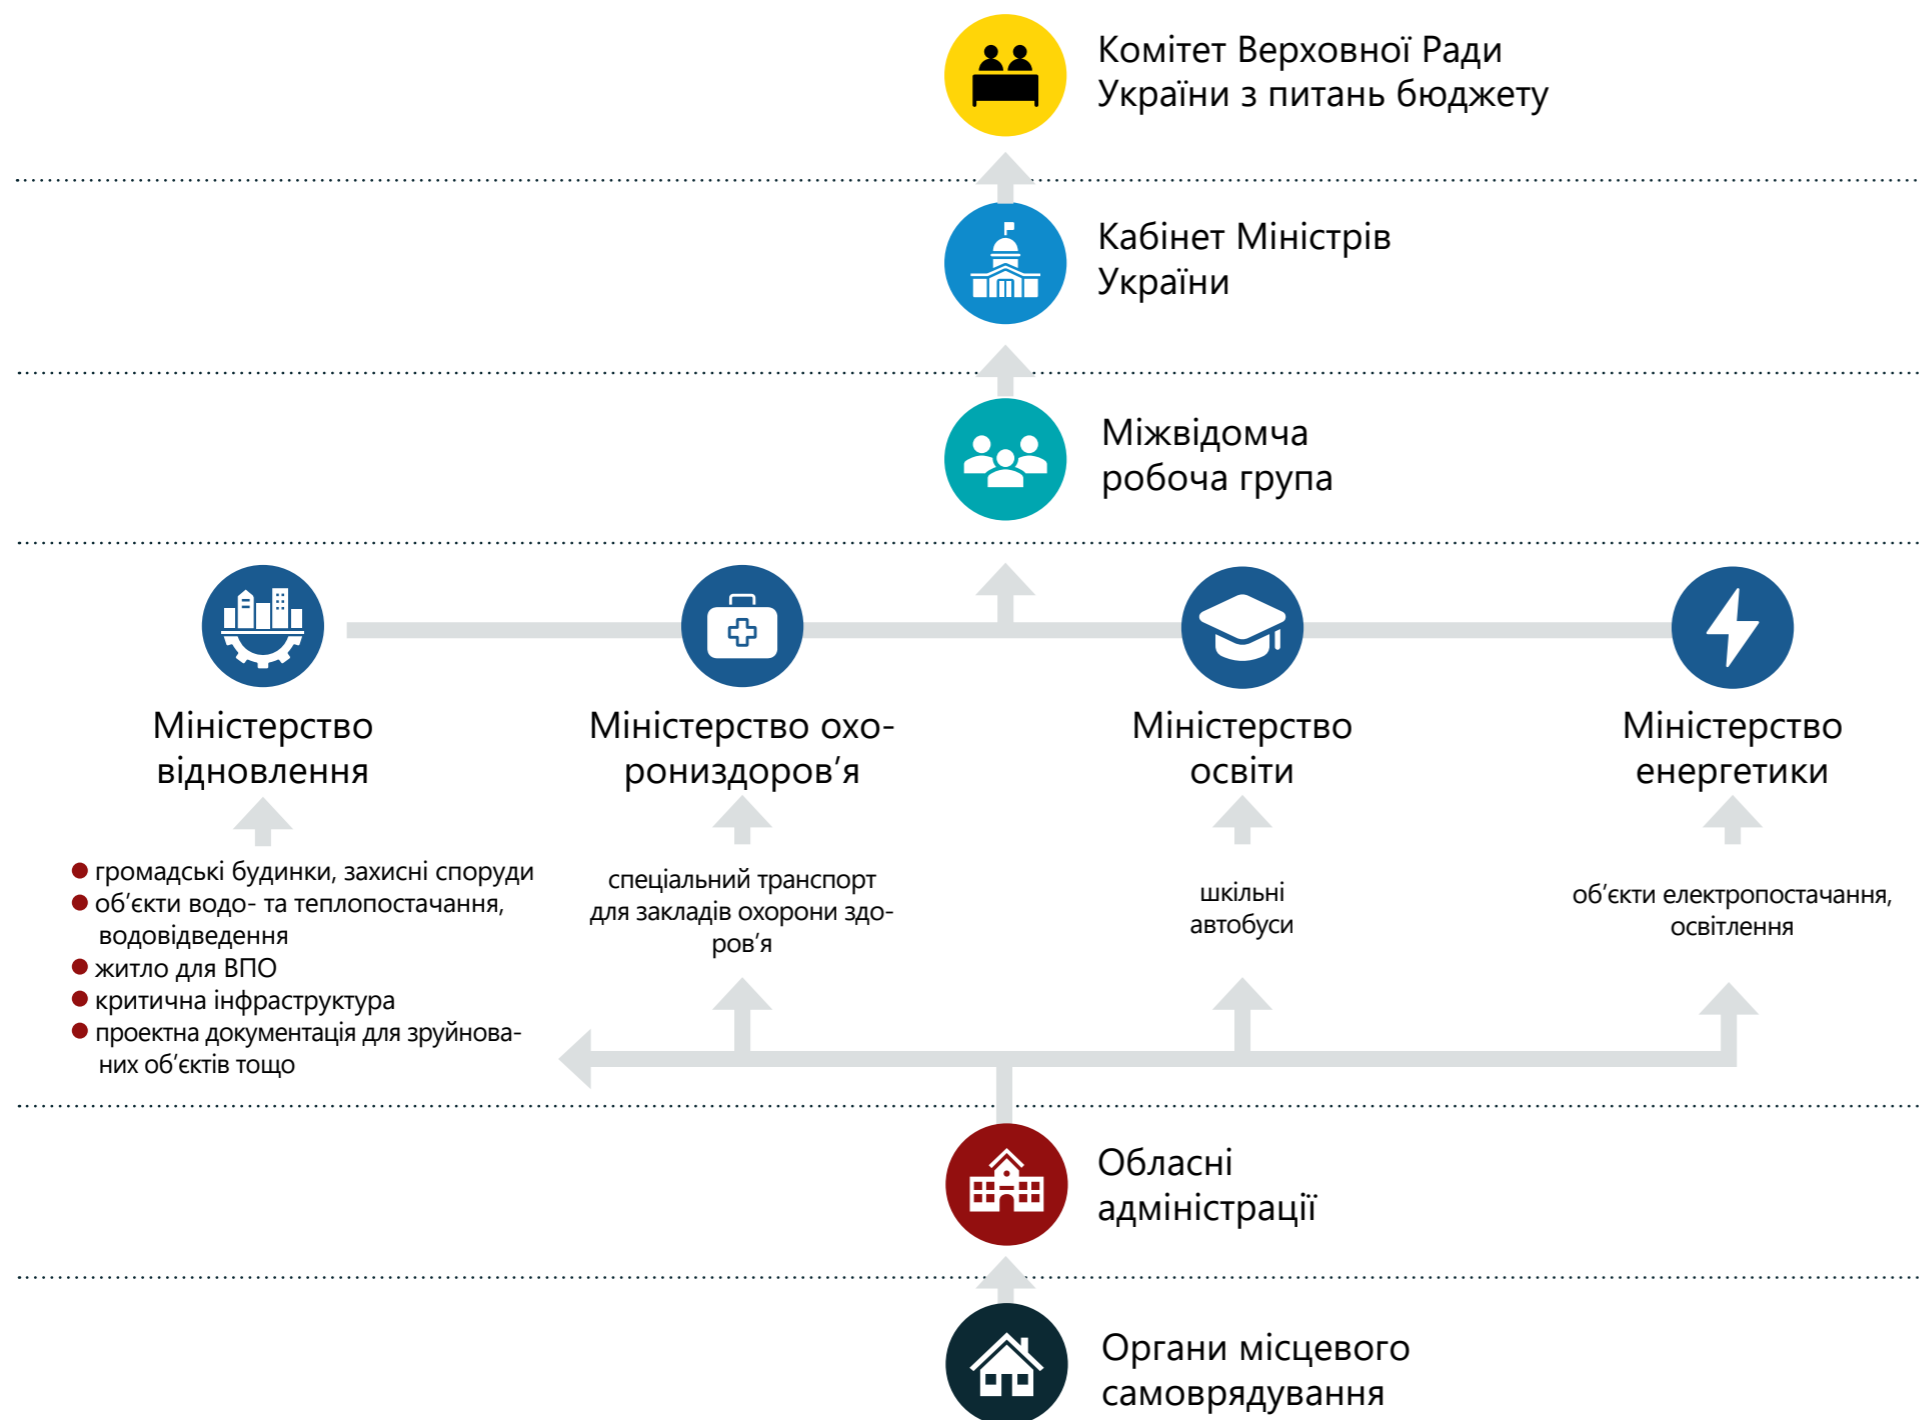 Комітет Верховної Ради
України з питань бюджету
Кабінет Міністрів
України
Міжвідомча
робоча група
Міністерство
відновлення
Міністерство охо-
рониздоров’я
Міністерство
освіти
Міністерство
енергетики
громадські будинки, захисні споруди
об’єкти водо- та теплопостачання,
водовідведення
житло для ВПО
критична інфраструктура
проектна документація для зруйнова-
них об’єктів тощо
спеціальний транспорт
для закладів охорони здо-
ров’я
шкільні
автобуси
об’єкти електропостачання,
освітлення
Обласні
адміністрації
Органи місцевого
самоврядування